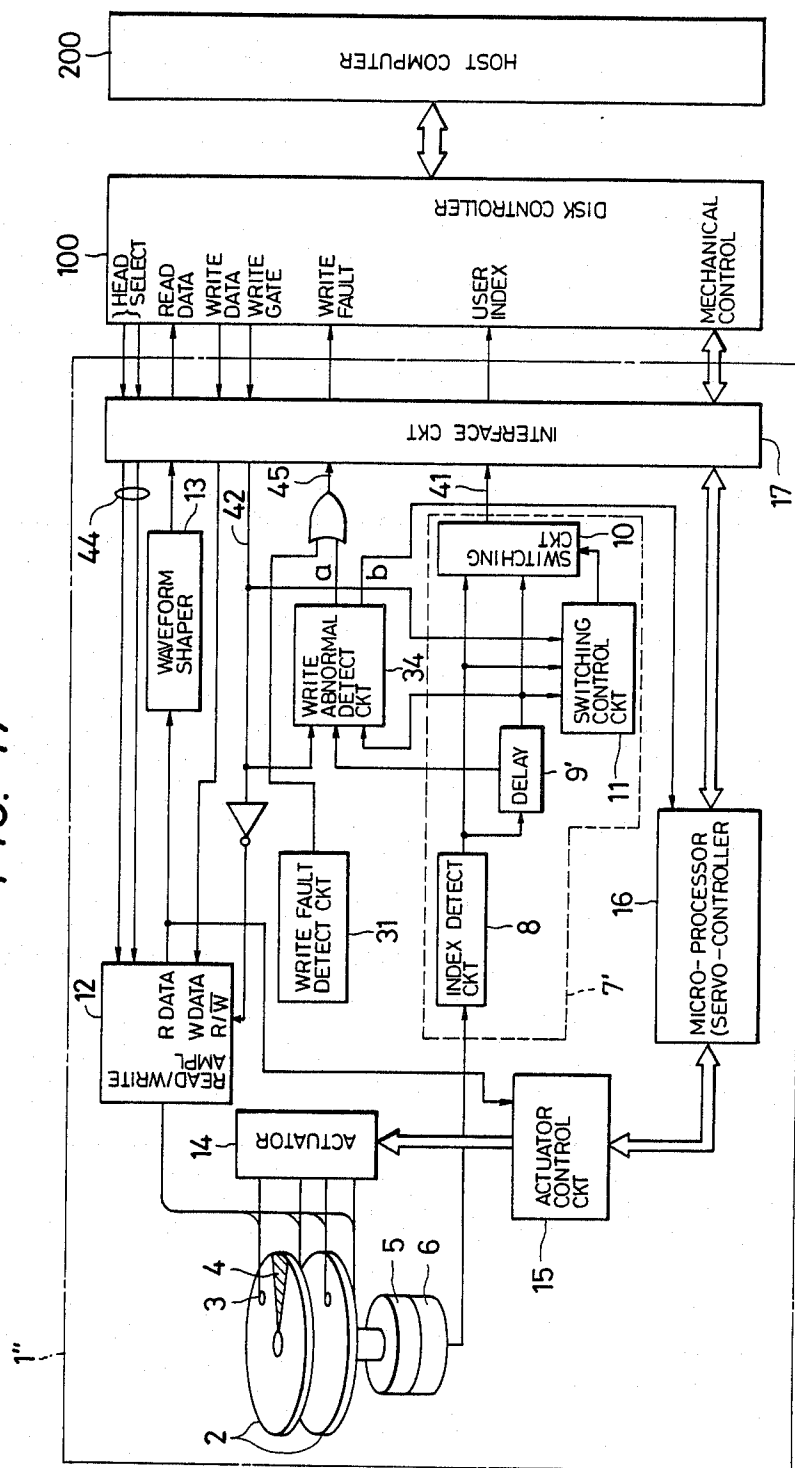 1"
2
3
4
5
6
14
ACTUATOR
12
READ/WRITE
AMPL
R DATA
WDATA
R/W̅
44
WAVEFORM
SHAPER
13
42
WRITE FAULT
DETECT CKT
31
WRITE
ABNORMAL
DETECT
CKT
34
a
b
45
7'
INDEX DETECT
CKT
8
DELAY
9'
SWITCHING
CKT
10
41
SWITCHING
CONTROL
CKT
11
ACTUATOR
CONTROL
CKT
15
16
MICRO-PROCESSOR
(SERVO-CONTROLLER
INTERFACE CKT
17
100
}HEAD
SELECT
READ
DATA
WRITE
DATA
WRITE
GATE
WRITE
FAULT
USER
INDEX
MECHANICAL
CONTROL
DISK CONTROLLER
200
HOST COMPUTER